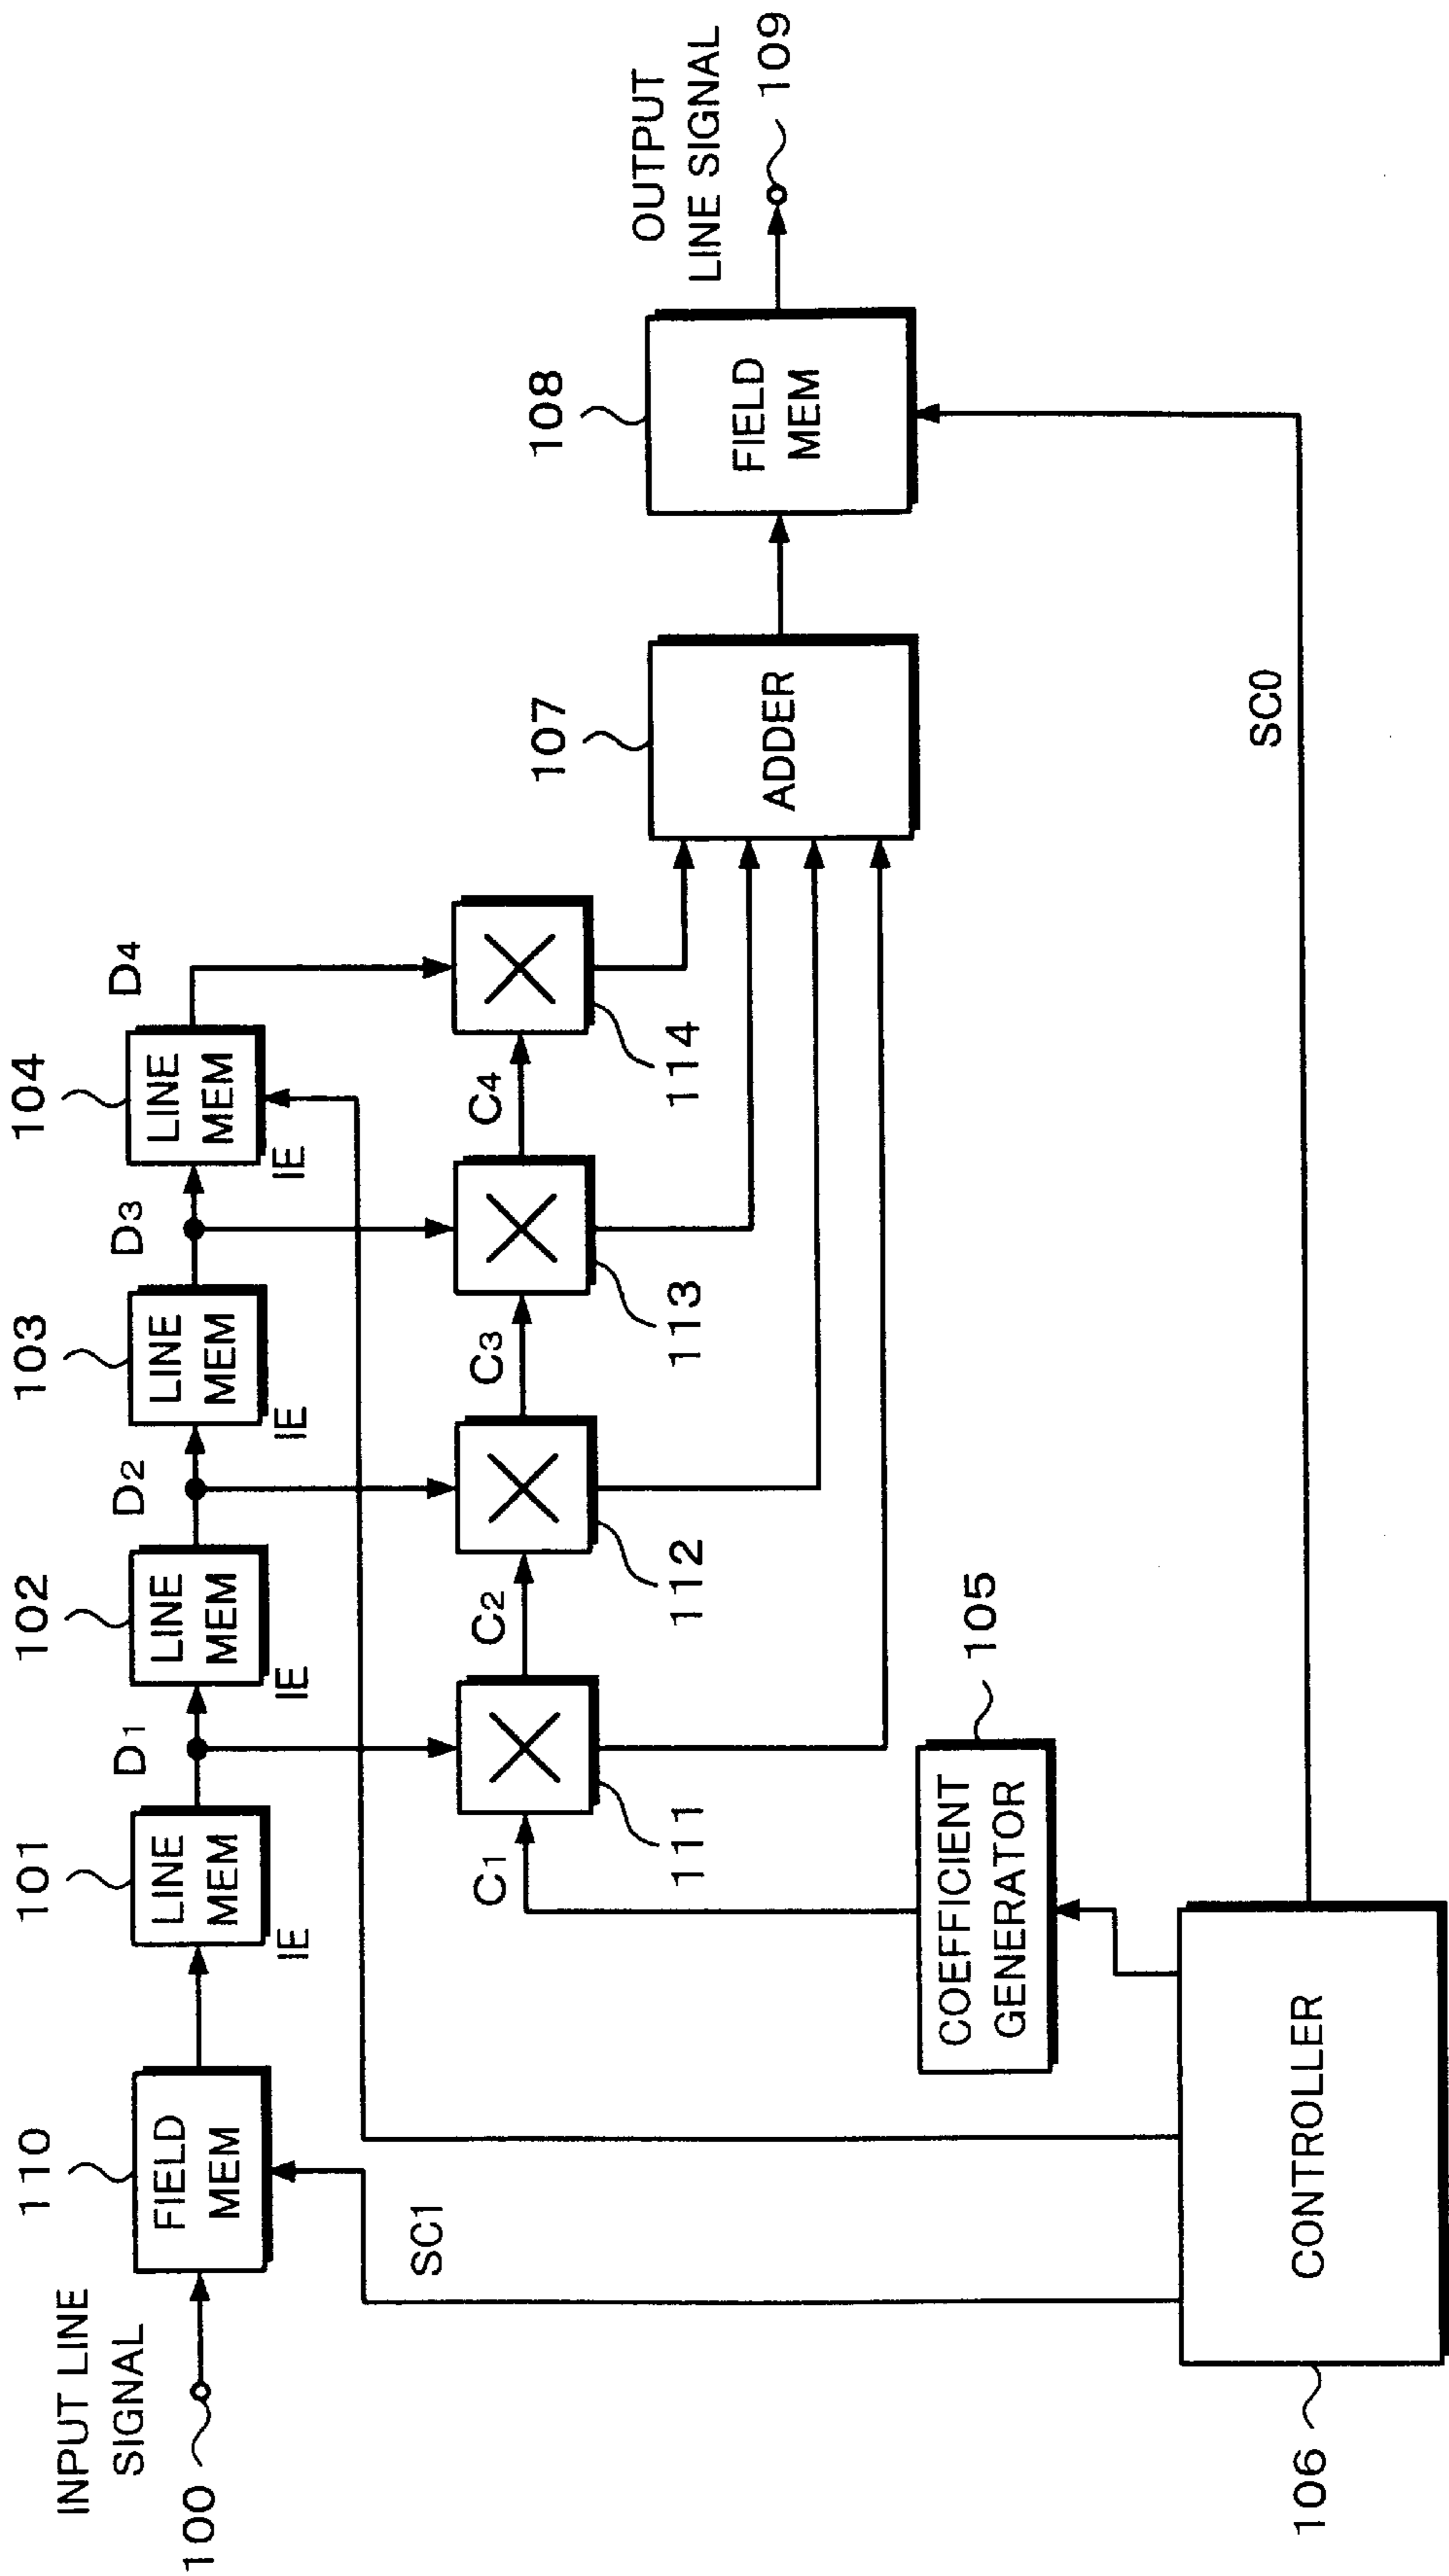 INPUT LINE
SIGNAL
100
110
FIELD
MEM
SC1
101
LINE
MEM
IE
D1
102
LINE
MEM
IE
D2
103
LINE
MEM
IE
D3
104
LINE
MEM
IE
D4
C1
111
C2
112
C3
113
C4
114
COEFFICIENT
GENERATOR
105
CONTROLLER
106
107
ADDER
108
FIELD
MEM
SC0
OUTPUT
LINE SIGNAL
109